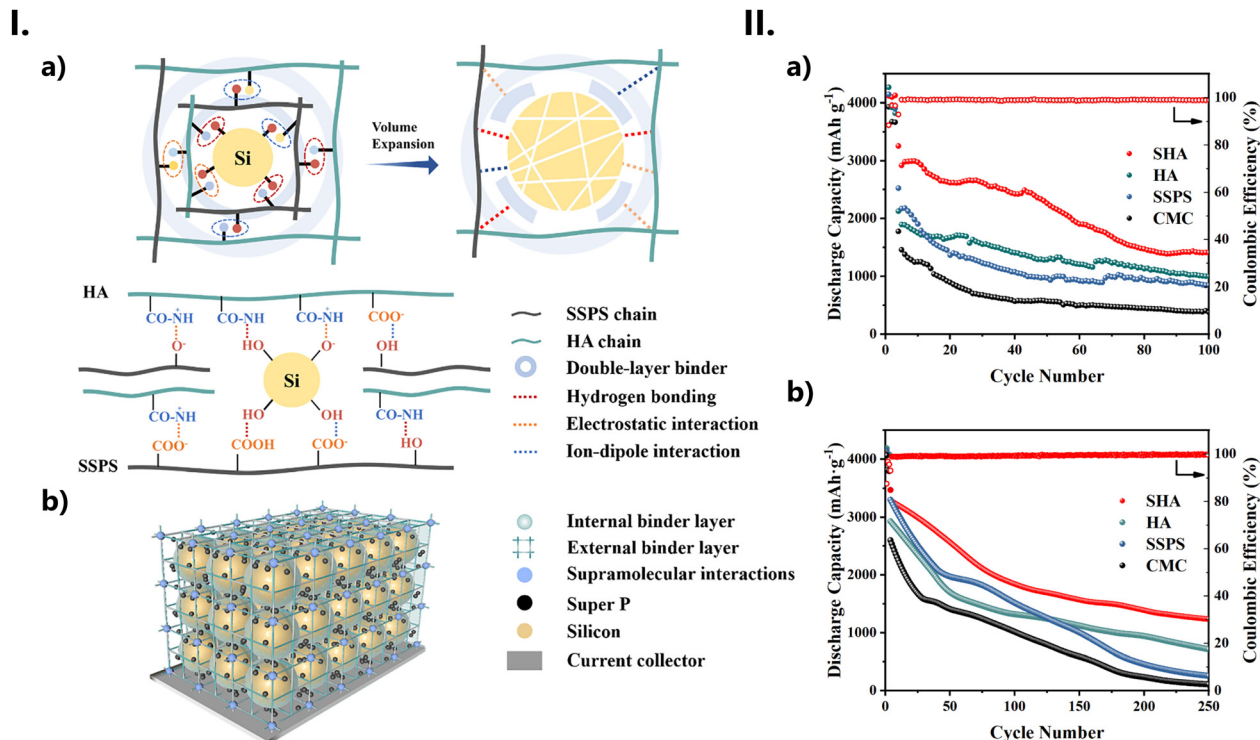 I.
a)
Si
Volume
Expansion
HA
CO-NH
+
CO-NH
CO-NH
+
COO-
O-
HO
O-
OH
Si
CO-NH
+
HO
OH
CO-NH
COO-
COOH
COO-
HO
SSPS
SSPS chain
HA chain
Double-layer binder
Hydrogen bonding
Electrostatic interaction
Ion-dipole interaction
b)
Internal binder layer
External binder layer
Supramolecular interactions
Super P
Silicon
Current collector
II.
a)
Discharge Capacity (mAh g-1)
4000
3000
2000
1000
0
0 20 40 60 80 100
Cycle Number
100
80
60
40
20
0
Coulombic Efficiency (%)
SHA
HA
SSPS
CMC
b)
Discharge Capacity (mAh·g-1)
4000
3000
2000
1000
0
0 50 100 150 200 250
Cycle Number
100
80
60
40
20
0
Coulombic Efficiency (%)
SHA
HA
SSPS
CMC